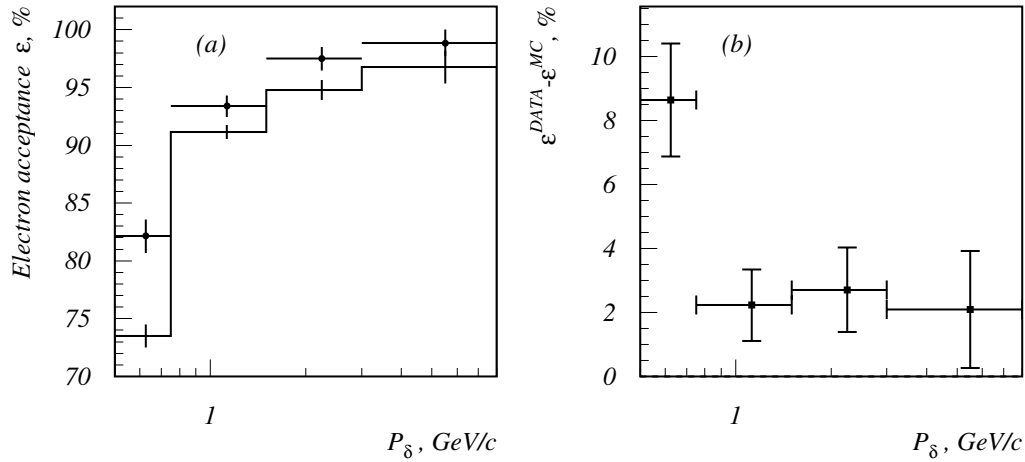 Electron acceptance ε, %
(a)
100
95
90
85
80
75
70
1
P_δ , GeV/c
ε^DATA-ε^MC, %
(b)
10
8
6
4
2
0
1
P_δ , GeV/c